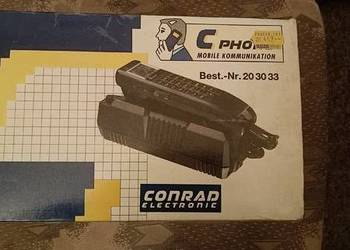 C PHO
MOBILE KOMMUNIKATION
Best.-Nr. 20 30 33
CONRAD
ELECTRONIC